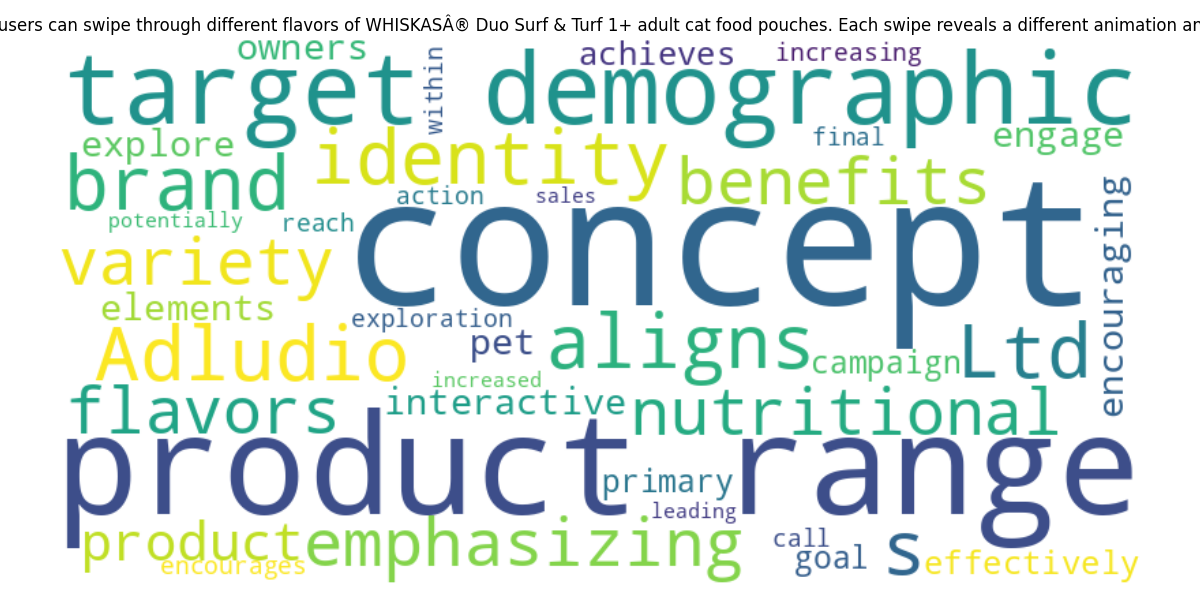 users can swipe through different flavors of WHISKASÂ® Duo Surf & Turf 1+ adult cat food pouches. Each swipe reveals a different animation an
owners
achieves
increasing
target demographic
within
explore
identity
final
engage
brand
benefits
action
sales
potentially
reach
concept
encouraging
variety
elements
exploration
Adludio
pet
aligns
campaign
Ltd
increased
flavors
interactive
nutritional
product range
primary
leading
product
emphasizing
call
encourages
goal
s
effectively